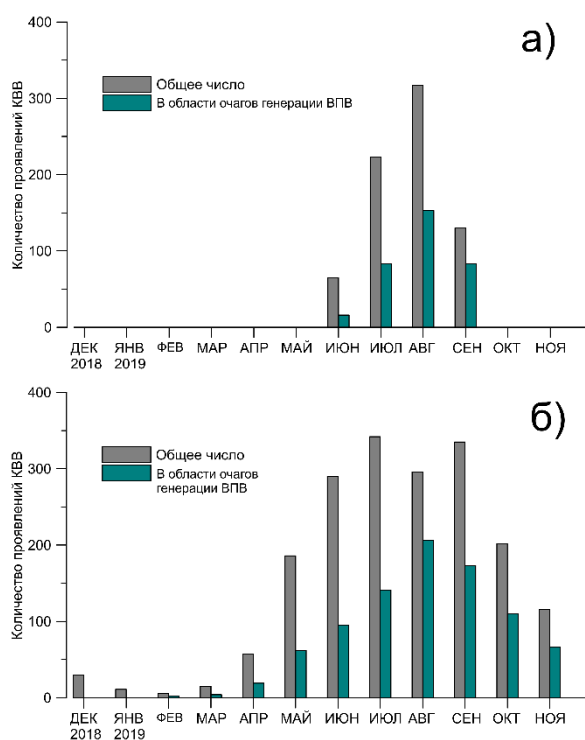 а)
400
300
200
100
0
Количество проявлений КВВ
Общее число
В области очагов генерации ВПВ
ДЕК ЯНВ ФЕВ МАР АПР МАЙ ИЮН ИЮЛ АВГ СЕН ОКТ НОЯ
2018 2019
б)
400
300
200
100
0
Количество проявлений КВВ
Общее число
В области очагов
генерации ВПВ
ДЕК ЯНВ ФЕВ МАР АПР МАЙ ИЮН ИЮЛ АВГ СЕН ОКТ НОЯ
2018 2019